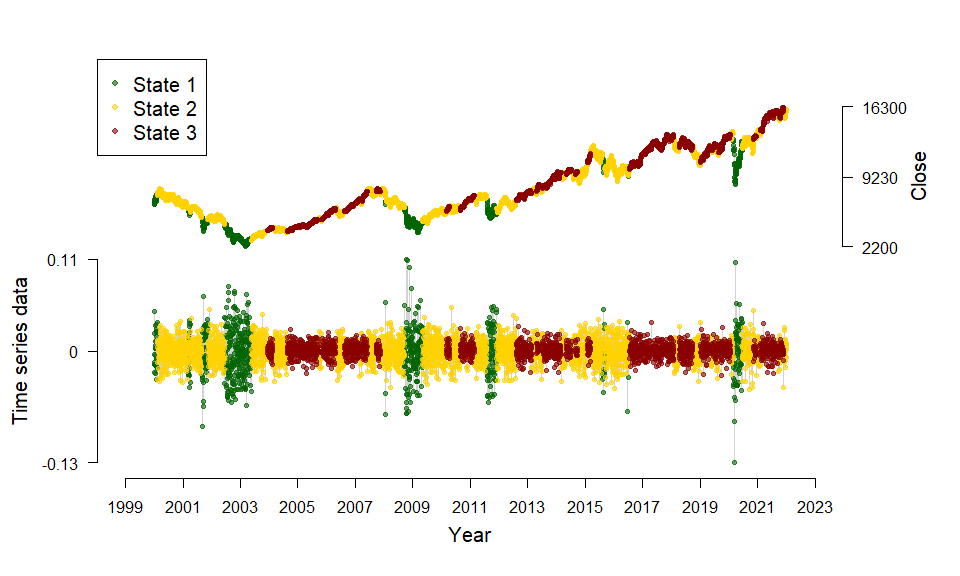 State 1
State 2
State 3
16300
9230
2200
Close
0.11
0
-0.13
Time series data
1999 2001 2003 2005 2007 2009 2011 2013 2015 2017 2019 2021 2023
Year